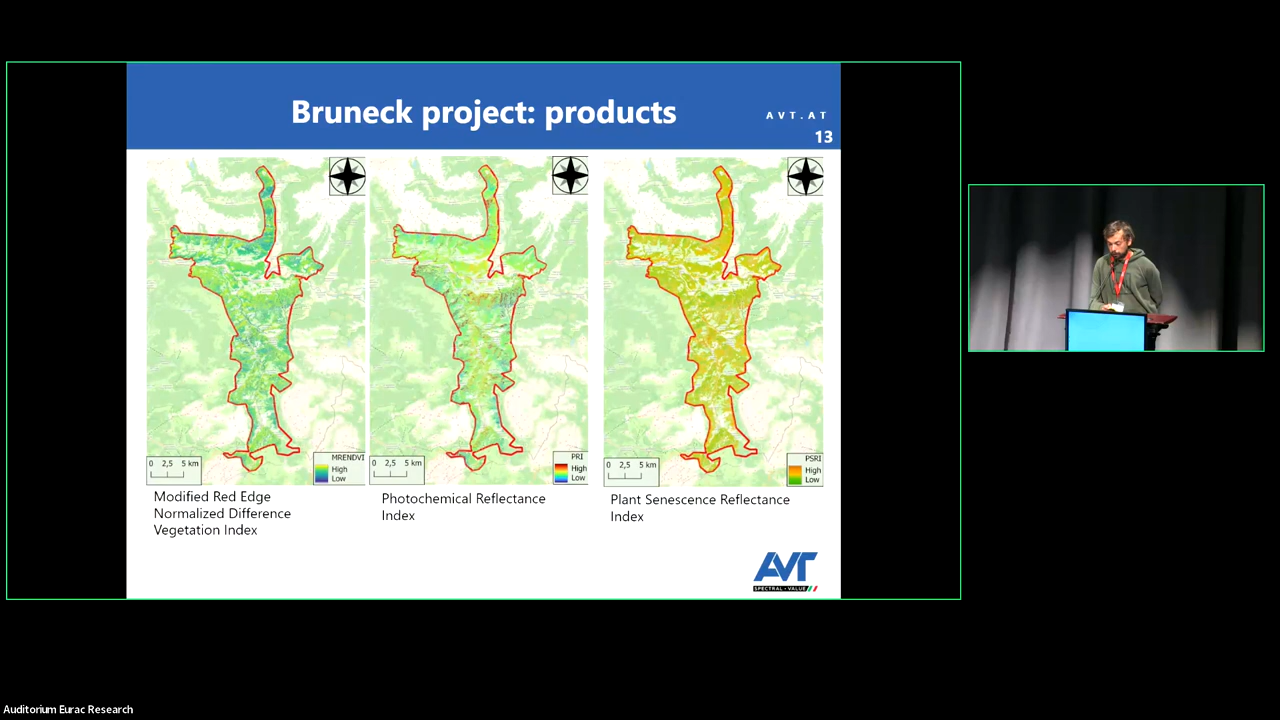 Bruneck project: products
AVT.AT
13
0 2,5 5 km
MRENDVI
High
Low
0 2,5 5 km
PRI
High
Low
0 2,5 5 km
PSRI
High
Low
Modified Red Edge
Normalized Difference
Vegetation Index
Photochemical Reflectance
Index
Plant Senescence Reflectance
Index
AVT
SPECTRAL - VALUE
Auditorium Eurac Research